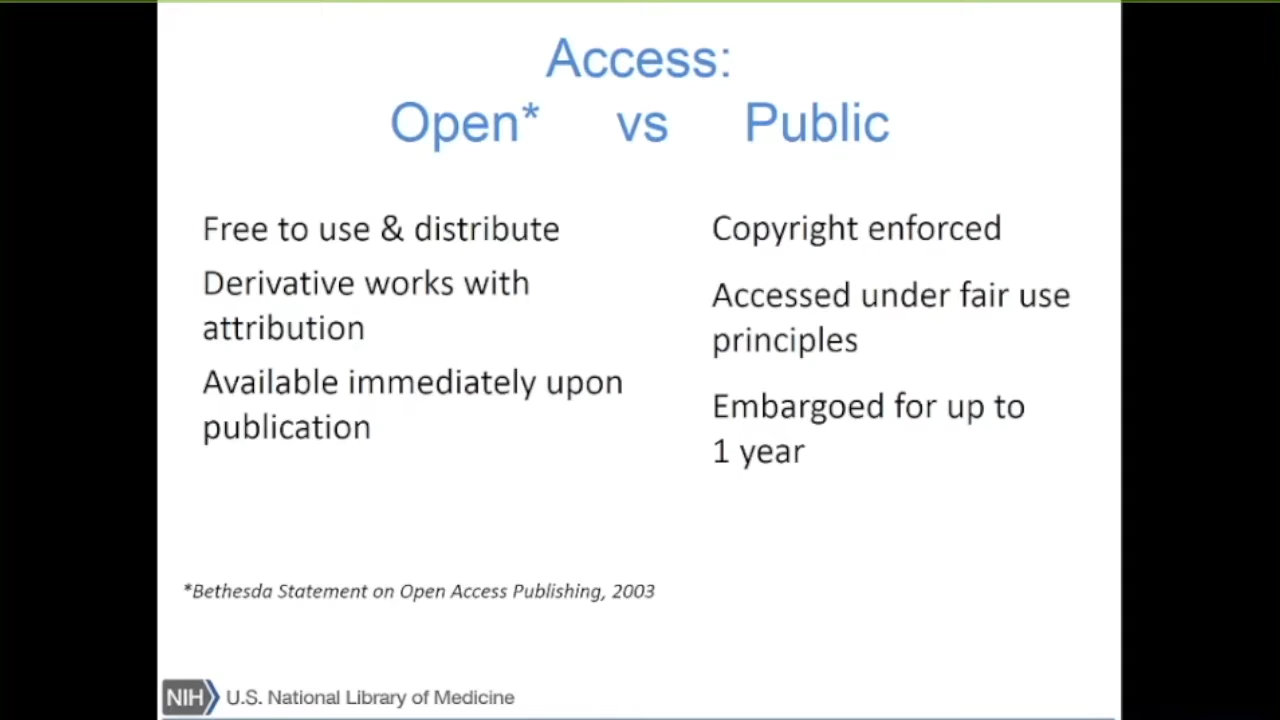 Access:
Open* vs Public
Free to use & distribute
Derivative works with
attribution
Available immediately upon
publication
Copyright enforced
Accessed under fair use
principles
Embargoed for up to
1 year
*Bethesda Statement on Open Access Publishing, 2003
NIH U.S. National Library of Medicine